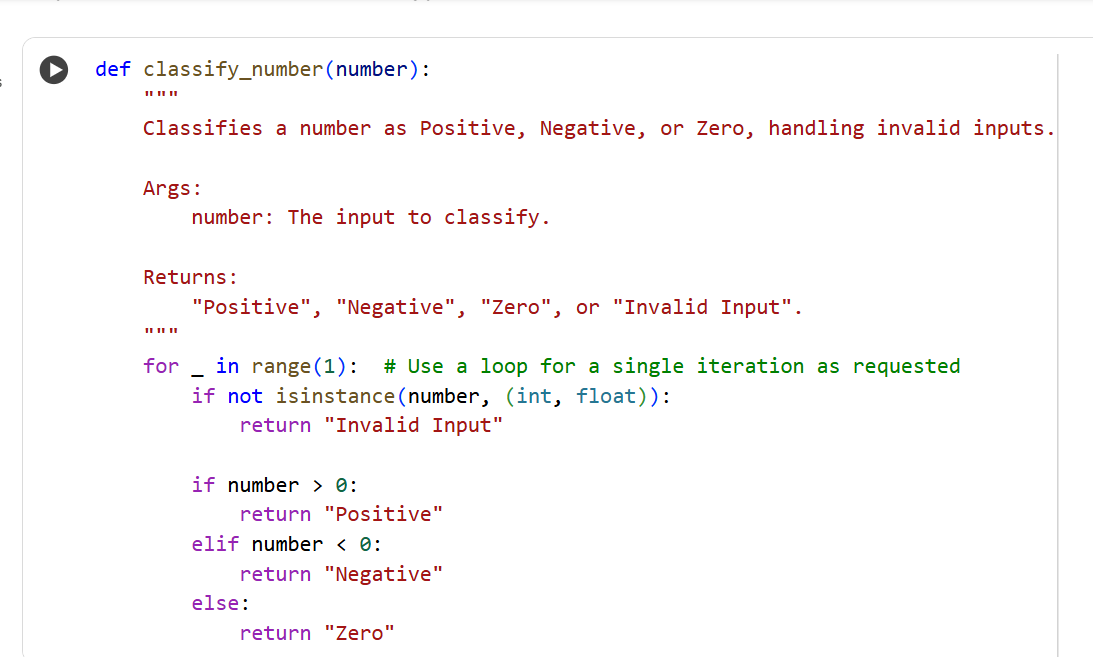 def classify_number(number):
    """
    Classifies a number as Positive, Negative, or Zero, handling invalid inputs.

    Args:
        number: The input to classify.

    Returns:
        "Positive", "Negative", "Zero", or "Invalid Input".
    """
    for _ in range(1):  # Use a loop for a single iteration as requested
        if not isinstance(number, (int, float)):
            return "Invalid Input"

        if number > 0:
            return "Positive"
        elif number < 0:
            return "Negative"
        else:
            return "Zero"